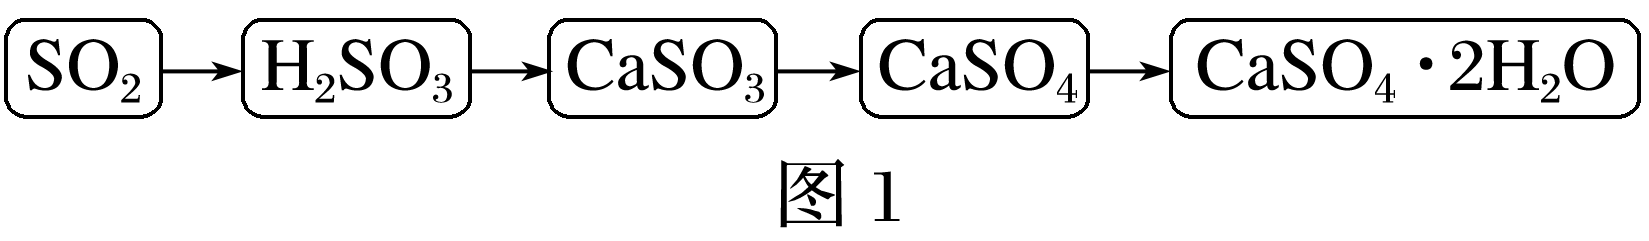 SO₂ → H₂SO₃ → CaSO₃ → CaSO₄ → CaSO₄ · 2H₂O
图 1